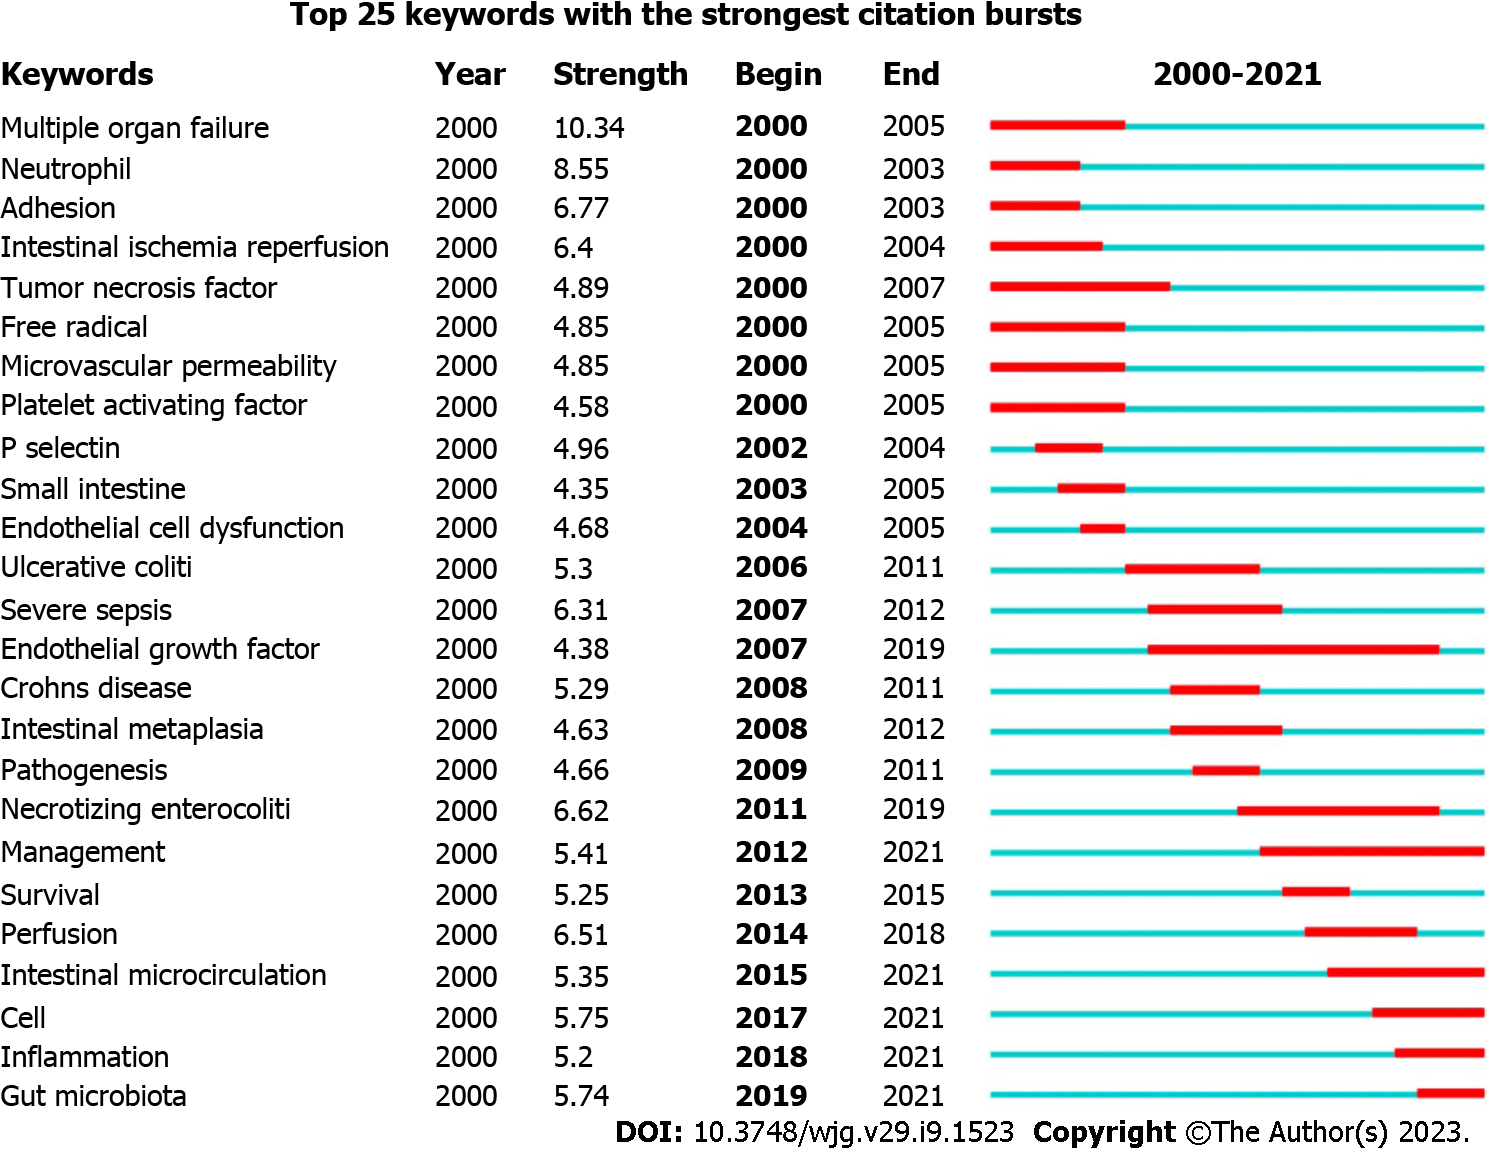 Top 25 keywords with the strongest citation bursts
Keywords Year Strength Begin End 2000-2021
Multiple organ failure 2000 10.34 2000 2005
Neutrophil 2000 8.55 2000 2003
Adhesion 2000 6.77 2000 2003
Intestinal ischemia reperfusion 2000 6.4 2000 2004
Tumor necrosis factor 2000 4.89 2000 2007
Free radical 2000 4.85 2000 2005
Microvascular permeability 2000 4.85 2000 2005
Platelet activating factor 2000 4.58 2000 2005
P selectin 2000 4.96 2002 2004
Small intestine 2000 4.35 2003 2005
Endothelial cell dysfunction 2000 4.68 2004 2005
Ulcerative coliti 2000 5.3 2006 2011
Severe sepsis 2000 6.31 2007 2012
Endothelial growth factor 2000 4.38 2007 2019
Crohns disease 2000 5.29 2008 2011
Intestinal metaplasia 2000 4.63 2008 2012
Pathogenesis 2000 4.66 2009 2011
Necrotizing enterocoliti 2000 6.62 2011 2019
Management 2000 5.41 2012 2021
Survival 2000 5.25 2013 2015
Perfusion 2000 6.51 2014 2018
Intestinal microcirculation 2000 5.35 2015 2021
Cell 2000 5.75 2017 2021
Inflammation 2000 5.2 2018 2021
Gut microbiota 2000 5.74 2019 2021
DOI: 10.3748/wjg.v29.i9.1523 Copyright ©The Author(s) 2023.